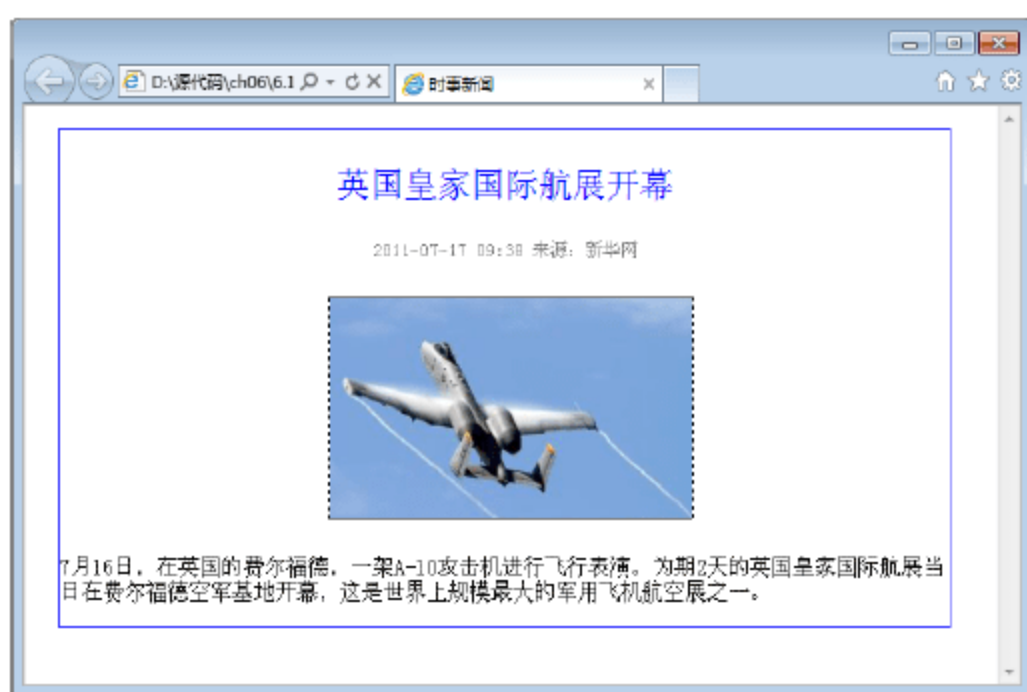 D:\源代码\ch06\6.1
时事新闻
英国皇家国际航展开幕
2011-07-17 09:38 来源：新华网
7月16日，在英国的费尔福德，一架A-10攻击机进行飞行表演。为期2天的英国皇家国际航展当
日在费尔福德空军基地开幕，这是世界上规模最大的军用飞机航空展之一。